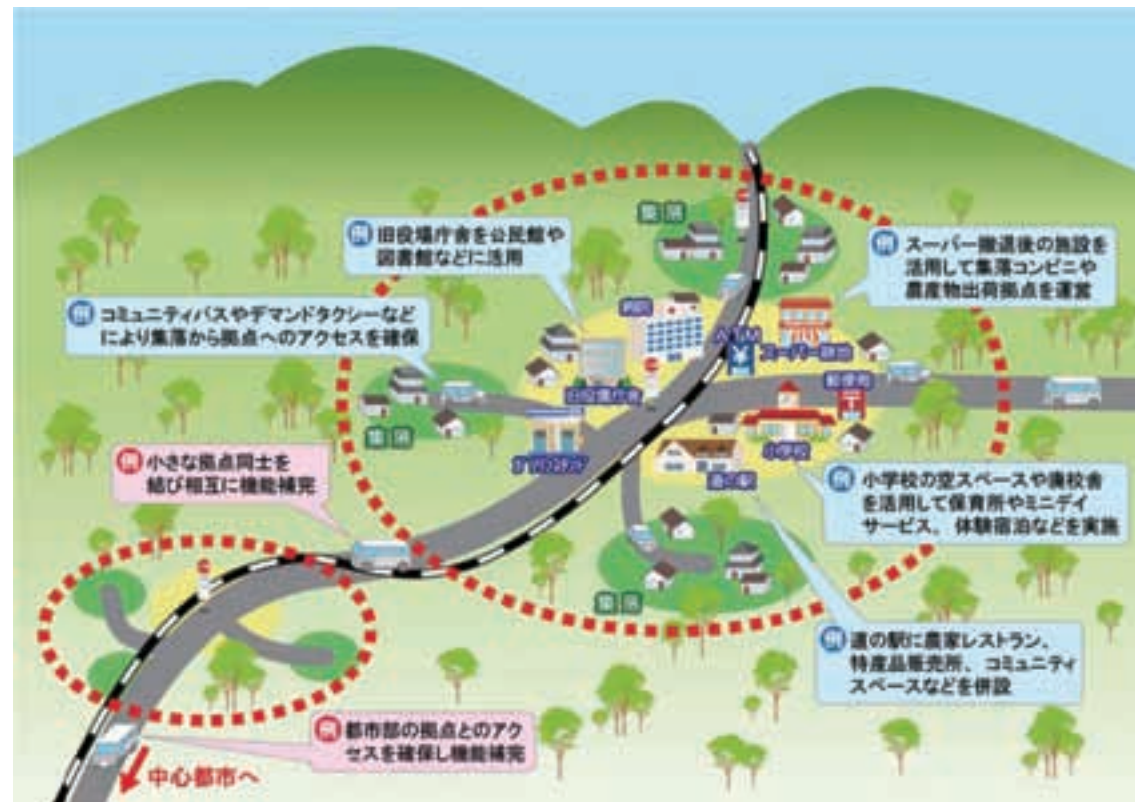 集落
例 旧役場庁舎を公民館や
図書館などに活用
例 スーパー撤退後の施設を
活用して集落コンビニや
農産物出荷拠点を運営
例 コミュニティバスやデマンドタクシーなど
により集落から拠点へのアクセスを確保
病院
ATM
スーパー跡地
郵便局
旧役場庁舎
集落
ガソリンスタンド
小学校
道の駅
例 小さな拠点同士を
結び相互に機能補完
例 小学校の空スペースや廃校舎
を活用して保育所やミニデイ
サービス、体験宿泊などを実施
集落
例 道の駅に農家レストラン、
特産品販売所、コミュニティ
スペースなどを併設
例 都市部の拠点とのアク
セスを確保し機能補完
中心都市へ